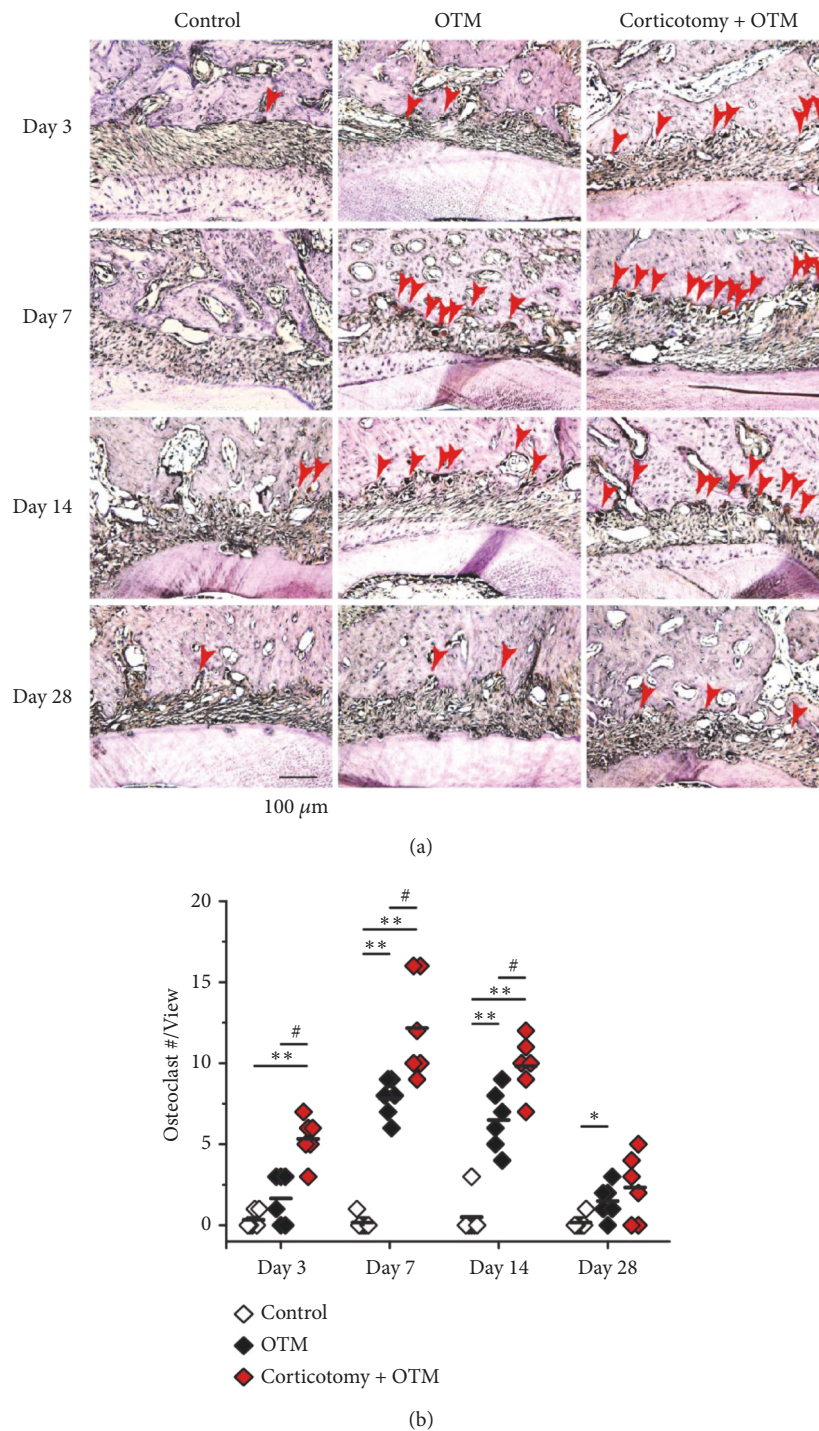 Control OTM Corticotomy + OTM
Day 3
Day 7
Day 14
Day 28
100 μm
(a)
20
15
10
5
0
Osteoclast #/View
#
**
#
**
**
#
**
**
*
Day 3 Day 7 Day 14 Day 28
Control
OTM
Corticotomy + OTM
(b)